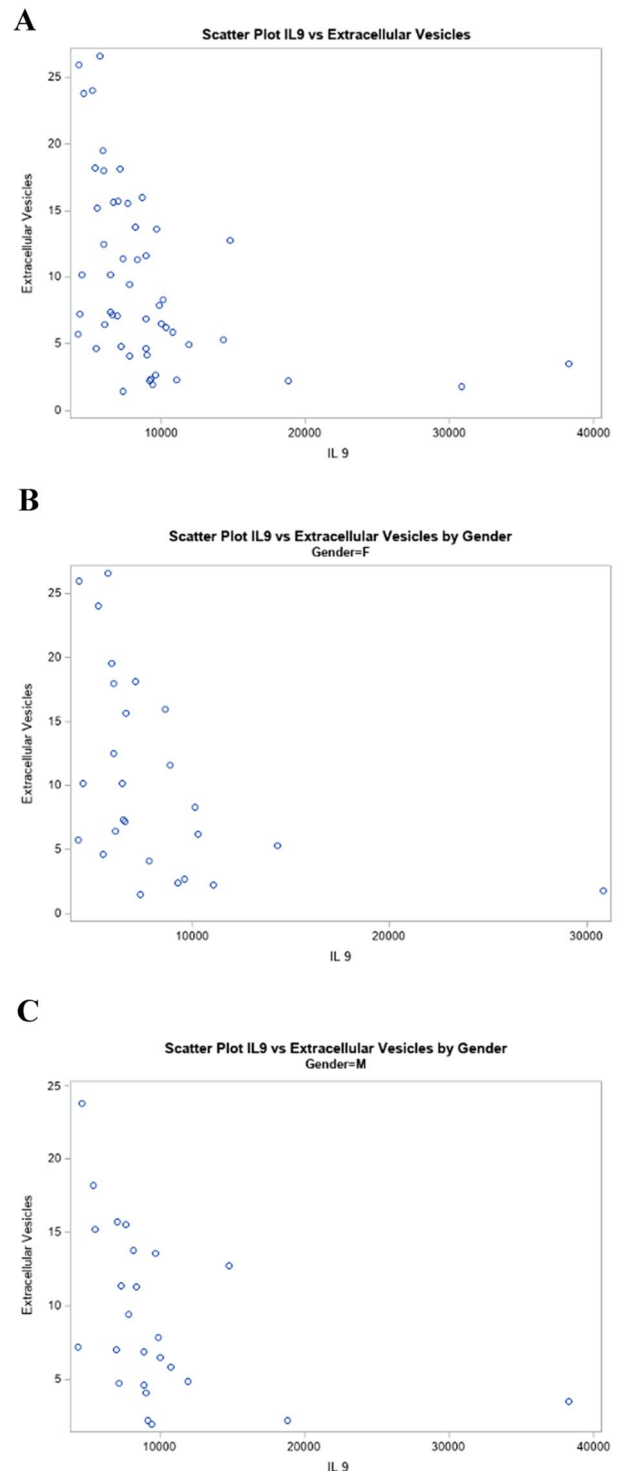 A
Scatter Plot IL9 vs Extracellular Vesicles
Extracellular Vesicles
25
20
15
10
5
0
10000 20000 30000 40000
IL 9
B
Scatter Plot IL9 vs Extracellular Vesicles by Gender
Gender=F
Extracellular Vesicles
25
20
15
10
5
0
10000 20000 30000
IL 9
C
Scatter Plot IL9 vs Extracellular Vesicles by Gender
Gender=M
Extracellular Vesicles
25
20
15
10
5
10000 20000 30000 40000
IL 9